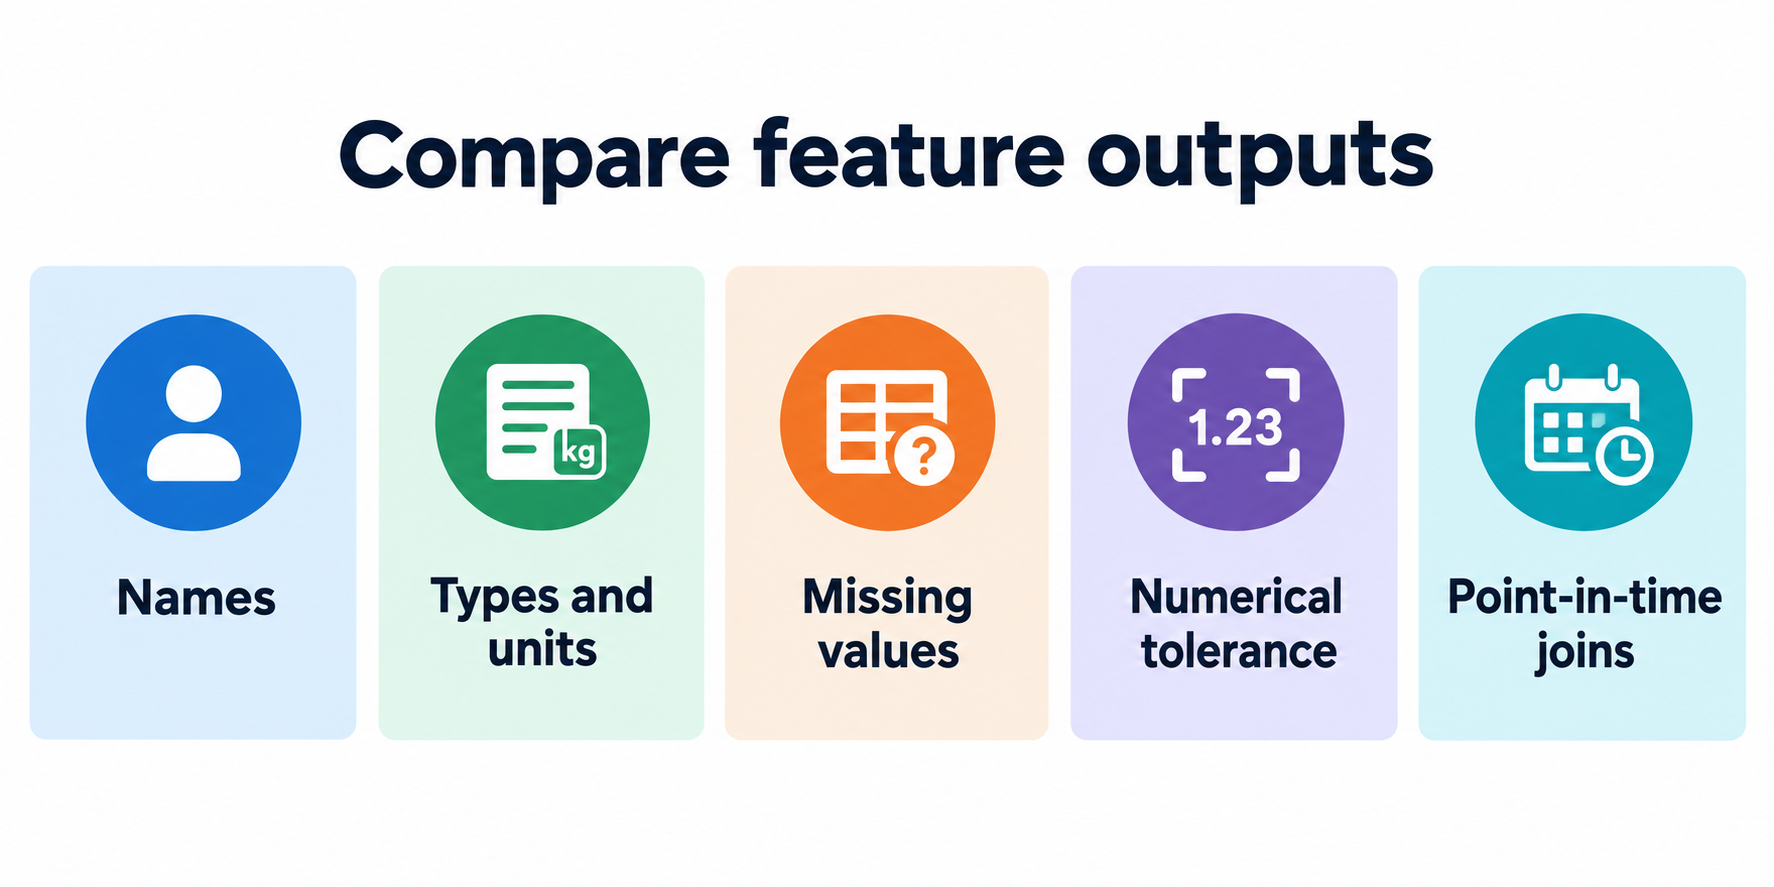 Compare feature outputs
kg
?
1.23
Names
Types and
units
Missing
values
Numerical
tolerance
Point-in-time
joins